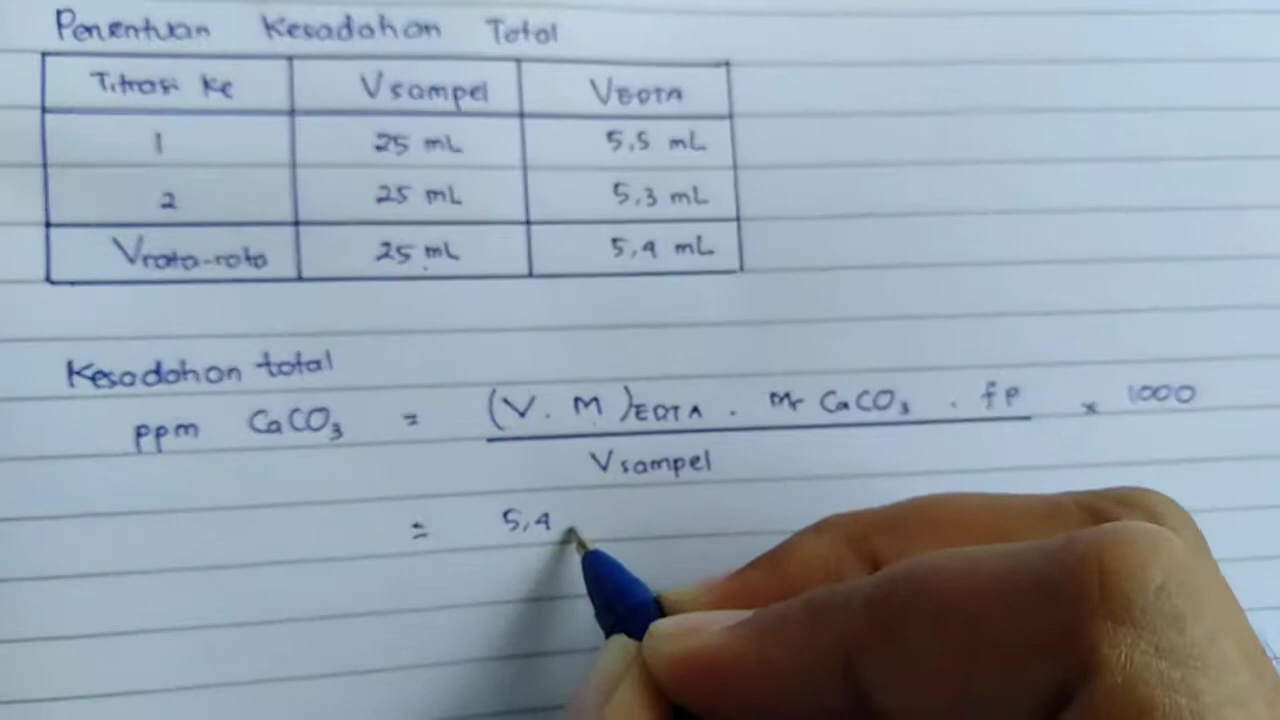 Penentuan Kesadahan Total
Titrasi ke Vsampel VEDTA
1 25 mL 5,5 mL
2 25 mL 5,3 mL
Vrata-rata 25 mL 5,4 mL
Kesadahan total
ppm CaCO3 = (V . M)EDTA . Mr CaCO3 . fp × 1000
Vsampel
= 5,4